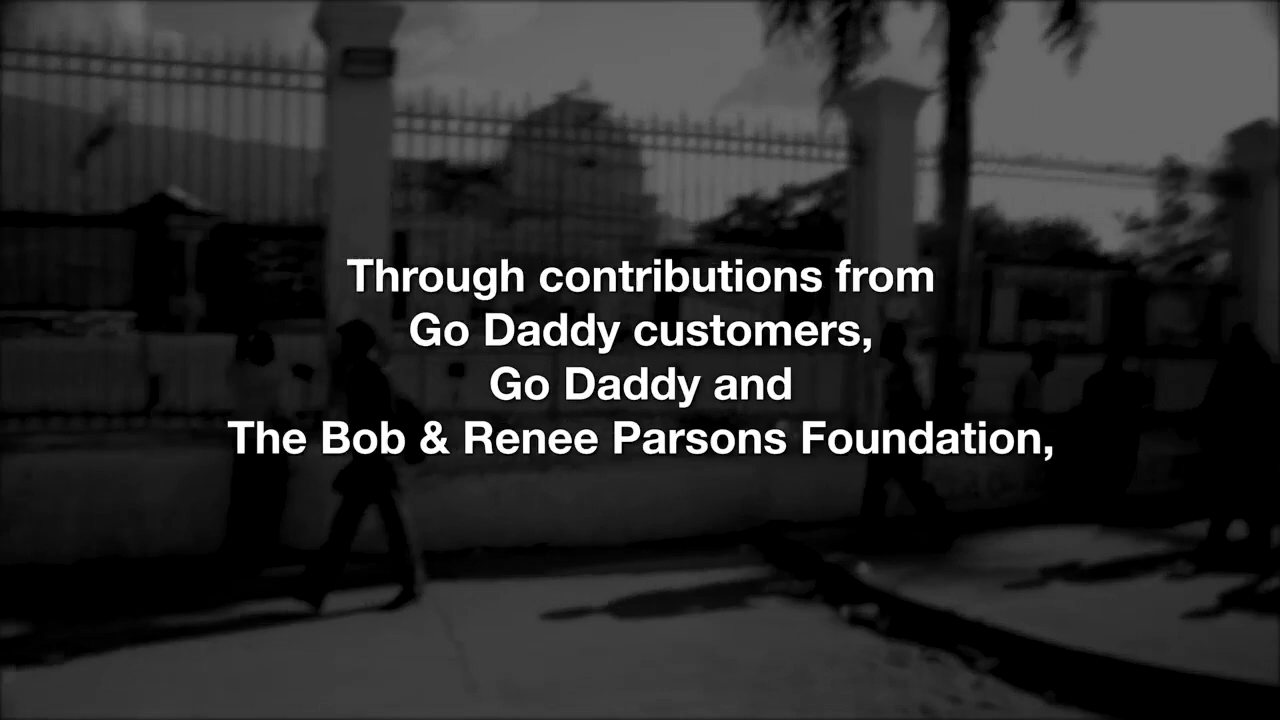 Through contributions from
Go Daddy customers,
Go Daddy and
The Bob & Renee Parsons Foundation,